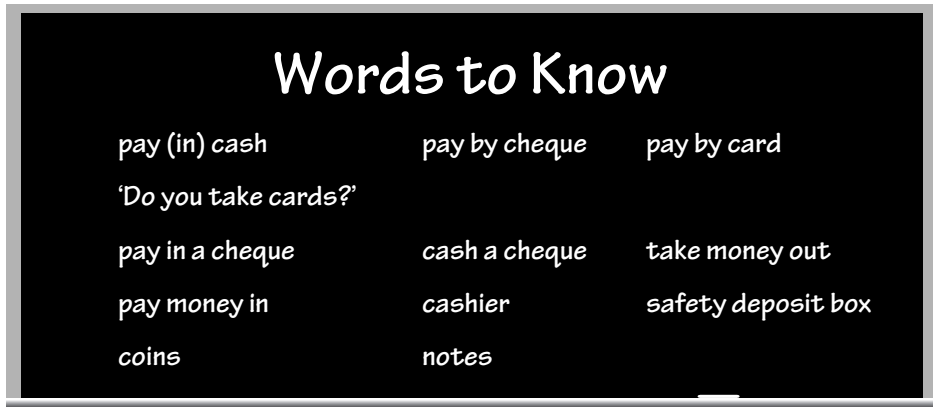 Words to Know
pay (in) cash pay by cheque pay by card
‘Do you take cards?’
pay in a cheque cash a cheque take money out
pay money in cashier safety deposit box
coins notes